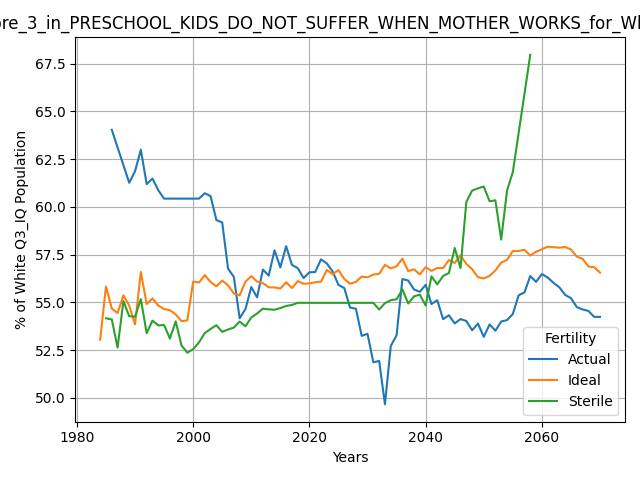 ore_3_in_PRESCHOOL_KIDS_DO_NOT_SUFFER_WHEN_MOTHER_WORKS_for_Wh
67.5
65.0
62.5
60.0
57.5
55.0
52.5
50.0
% of White Q3_IQ Population
1980
2000
2020
2040
2060
Years
Fertility
Actual
Ideal
Sterile